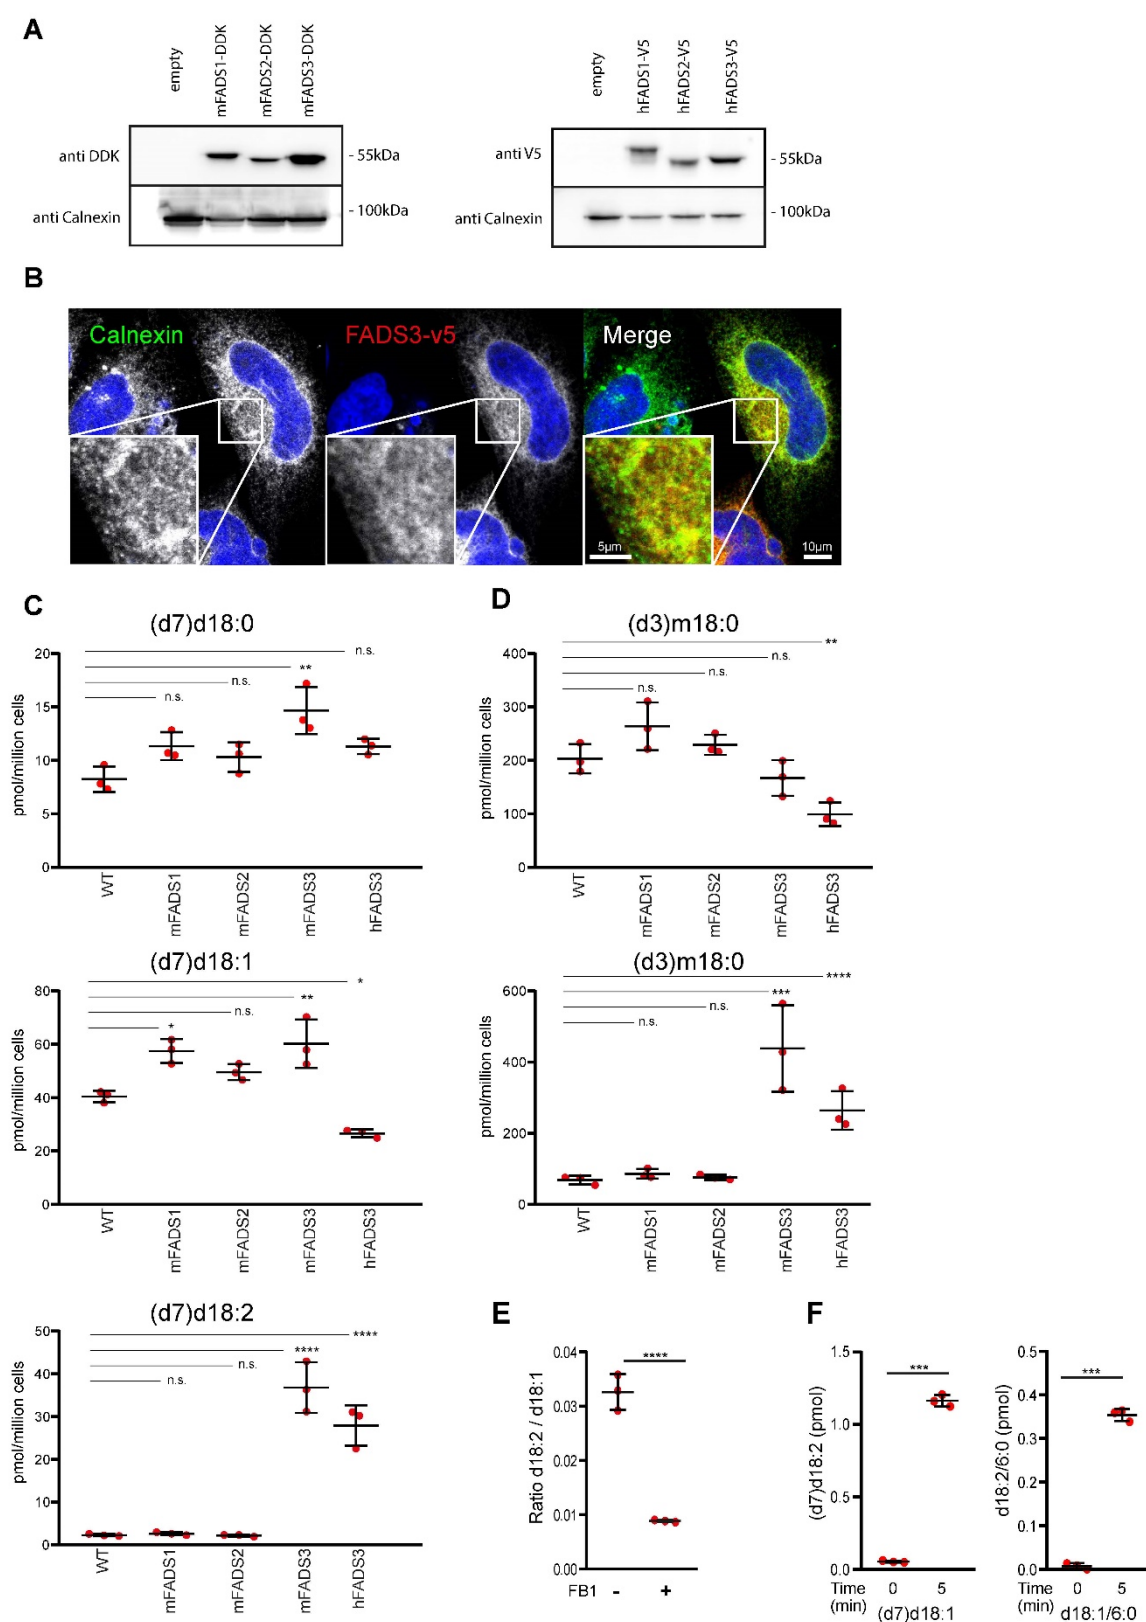 A
empty
mFADS1-DDK
mFADS2-DDK
mFADS3-DDK
anti DDK
- 55kDa
anti Calnexin
- 100kDa
empty
hFADS1-V5
hFADS2-V5
hFADS3-V5
anti V5
- 55kDa
anti Calnexin
- 100kDa
B
Calnexin
FADS3-v5
Merge
5μm
10μm
C
(d7)d18:0
pmol/million cells
20
15
10
5
0
n.s.
**
n.s.
n.s.
WT
mFADS1
mFADS2
mFADS3
hFADS3
(d7)d18:1
pmol/million cells
80
60
40
20
0
*
**
n.s.
*
WT
mFADS1
mFADS2
mFADS3
hFADS3
(d7)d18:2
pmol/million cells
50
40
30
20
10
0
****
****
n.s.
n.s.
WT
mFADS1
mFADS2
mFADS3
hFADS3
D
(d3)m18:0
pmol/million cells
400
300
200
100
0
**
n.s.
n.s.
n.s.
WT
mFADS1
mFADS2
mFADS3
hFADS3
(d3)m18:0
pmol/million cells
600
400
200
0
****
***
n.s.
n.s.
WT
mFADS1
mFADS2
mFADS3
hFADS3
E
Ratio d18:2 / d18:1
0.04
0.03
0.02
0.01
0.00
****
FB1 - +
F
(d7)d18:2 (pmol)
1.5
1.0
0.5
0.0
***
Time 0 5
(min) (d7)d18:1
d18:2/6:0 (pmol)
0.5
0.4
0.3
0.2
0.1
0.0
***
Time 0 5
(min) d18:1/6:0